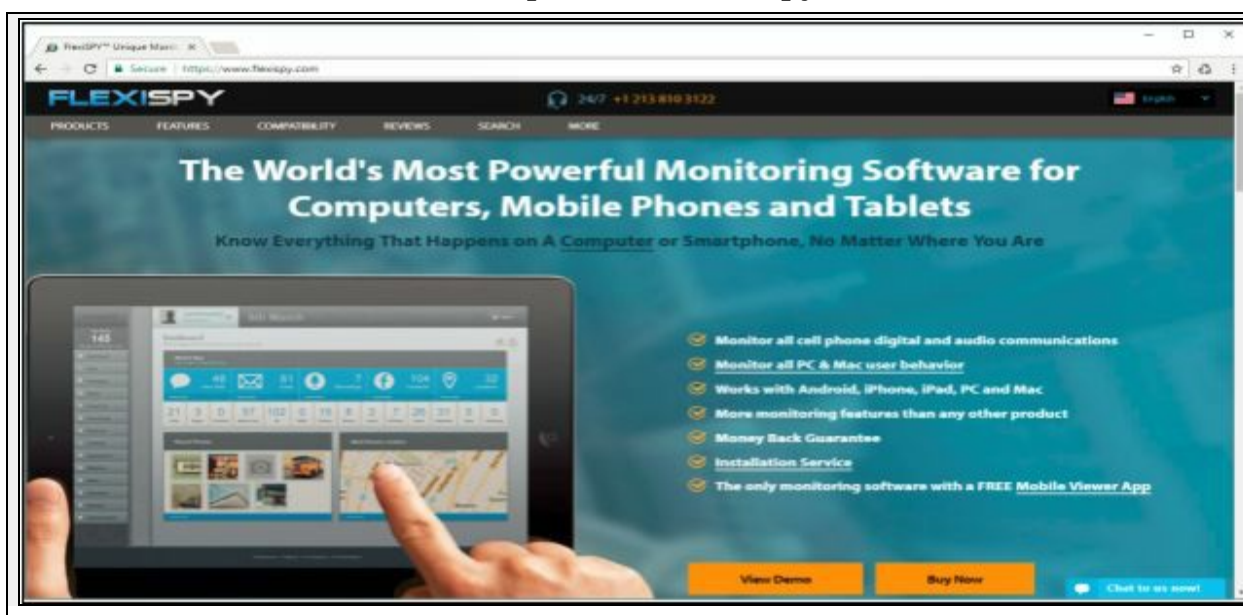 FlexiSPY™ Unique Moni
Secure https://www.flexispy.com
FLEXISPY
24/7 +1 213 810 3122
English
PRODUCTS FEATURES COMPATIBILITY REVIEWS SEARCH MORE
The World's Most Powerful Monitoring Software for
Computers, Mobile Phones and Tablets
Know Everything That Happens on A Computer or Smartphone, No Matter Where You Are
145
Dashboard
Monitor all cell phone digital and audio communications
Monitor all PC & Mac user behavior
Works with Android, iPhone, iPad, PC and Mac
More monitoring features than any other product
Money Back Guarantee
Installation Service
The only monitoring software with a FREE Mobile Viewer App
View Demo Buy Now
Chat to us now!